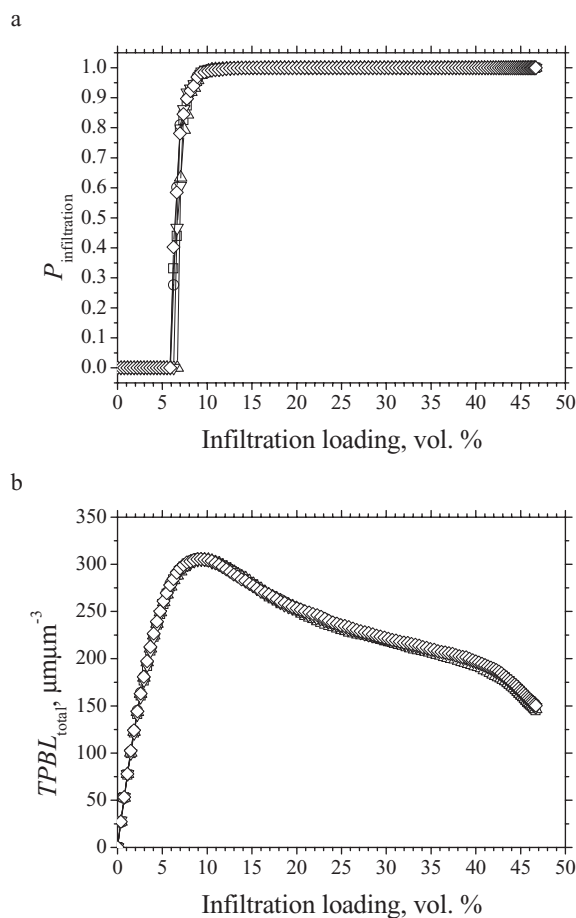 a
1.0
0.9
0.8
0.7
0.6
0.5
0.4
0.3
0.2
0.1
0.0
P infiltration
0 5 10 15 20 25 30 35 40 45 50
Infiltration loading, vol. %
b
350
300
250
200
150
100
50
0
TPBL total, μmμm-3
0 5 10 15 20 25 30 35 40 45 50
Infiltration loading, vol. %